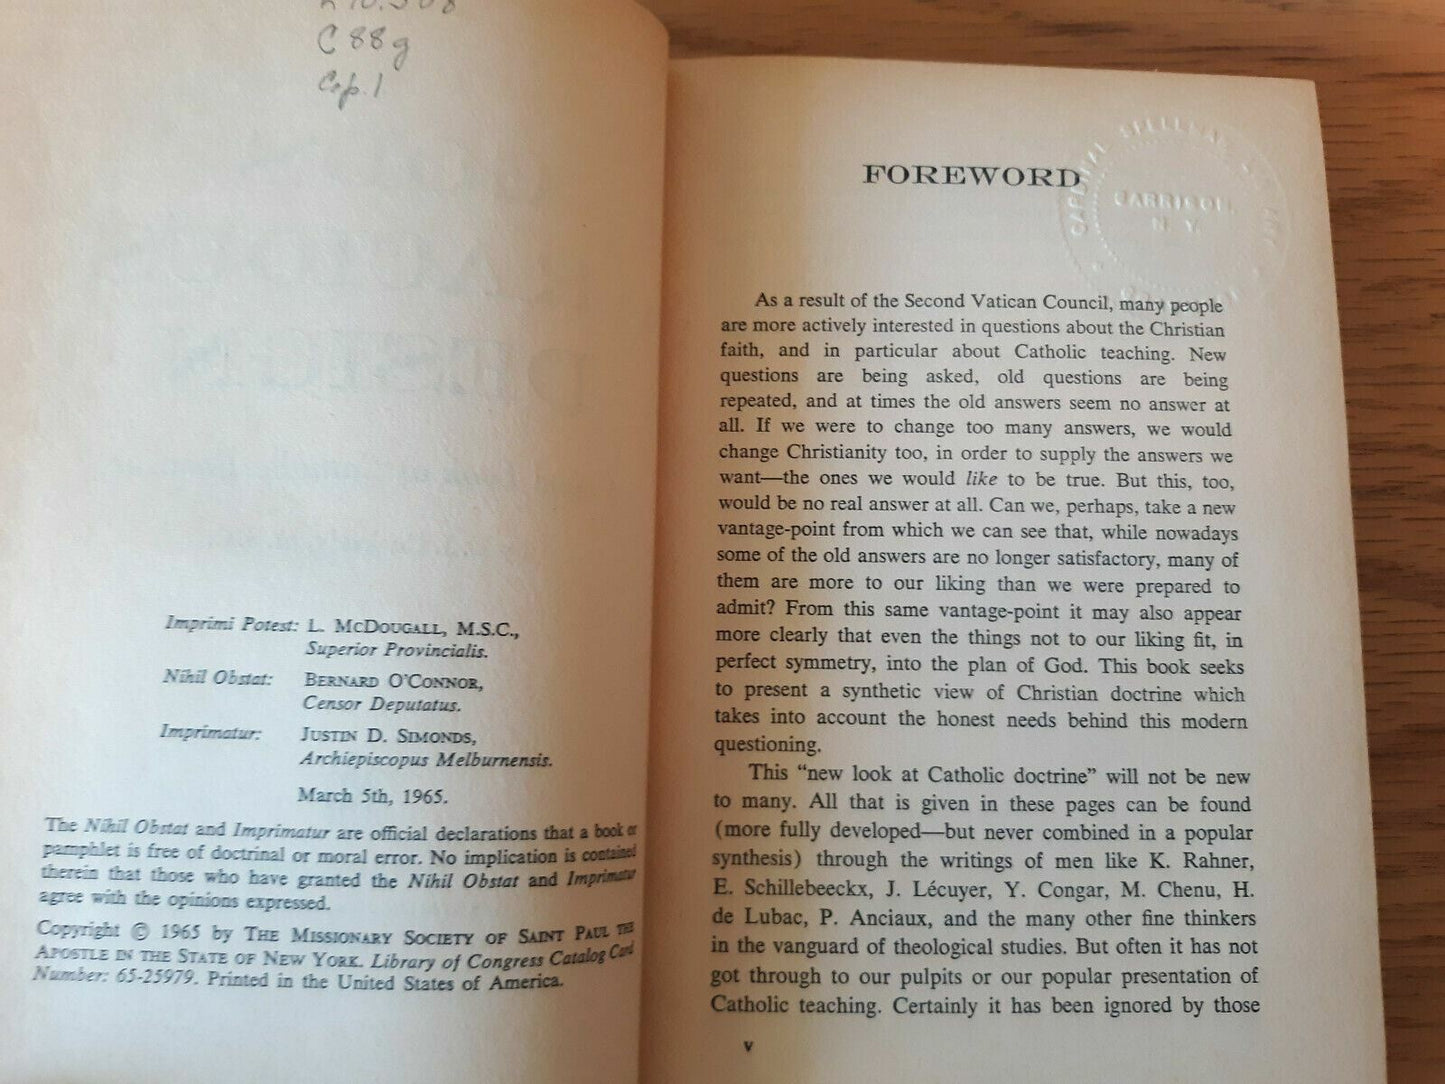 C 88g
Cop. 1
Imprimi Potest: L. McDougall, M.S.C.,
Superior Provincialis.
Nihil Obstat: Bernard O'Connor,
Censor Deputatus.
Imprimatur: Justin D. Simonds,
Archiepiscopus Melburnensis.
March 5th, 1965.
The Nihil Obstat and Imprimatur are official declarations that a book or
pamphlet is free of doctrinal or moral error. No implication is contained
therein that those who have granted the Nihil Obstat and Imprimatur
agree with the opinions expressed.
Copyright © 1965 by The Missionary Society of Saint Paul the
Apostle in the State of New York. Library of Congress Catalog Card
Number: 65-25979. Printed in the United States of America.
FOREWORD
CARDINAL SPELLMAN
GARRISON,
N Y
As a result of the Second Vatican Council, many people
are more actively interested in questions about the Christian
faith, and in particular about Catholic teaching. New
questions are being asked, old questions are being
repeated, and at times the old answers seem no answer at
all. If we were to change too many answers, we would
change Christianity too, in order to supply the answers we
want—the ones we would like to be true. But this, too,
would be no real answer at all. Can we, perhaps, take a new
vantage-point from which we can see that, while nowadays
some of the old answers are no longer satisfactory, many of
them are more to our liking than we were prepared to
admit? From this same vantage-point it may also appear
more clearly that even the things not to our liking fit, in
perfect symmetry, into the plan of God. This book seeks
to present a synthetic view of Christian doctrine which
takes into account the honest needs behind this modern
questioning.
This “new look at Catholic doctrine” will not be new
to many. All that is given in these pages can be found
(more fully developed—but never combined in a popular
synthesis) through the writings of men like K. Rahner,
E. Schillebeeckx, J. Lécuyer, Y. Congar, M. Chenu, H.
de Lubac, P. Anciaux, and the many other fine thinkers
in the vanguard of theological studies. But often it has not
got through to our pulpits or our popular presentation of
Catholic teaching. Certainly it has been ignored by those
v